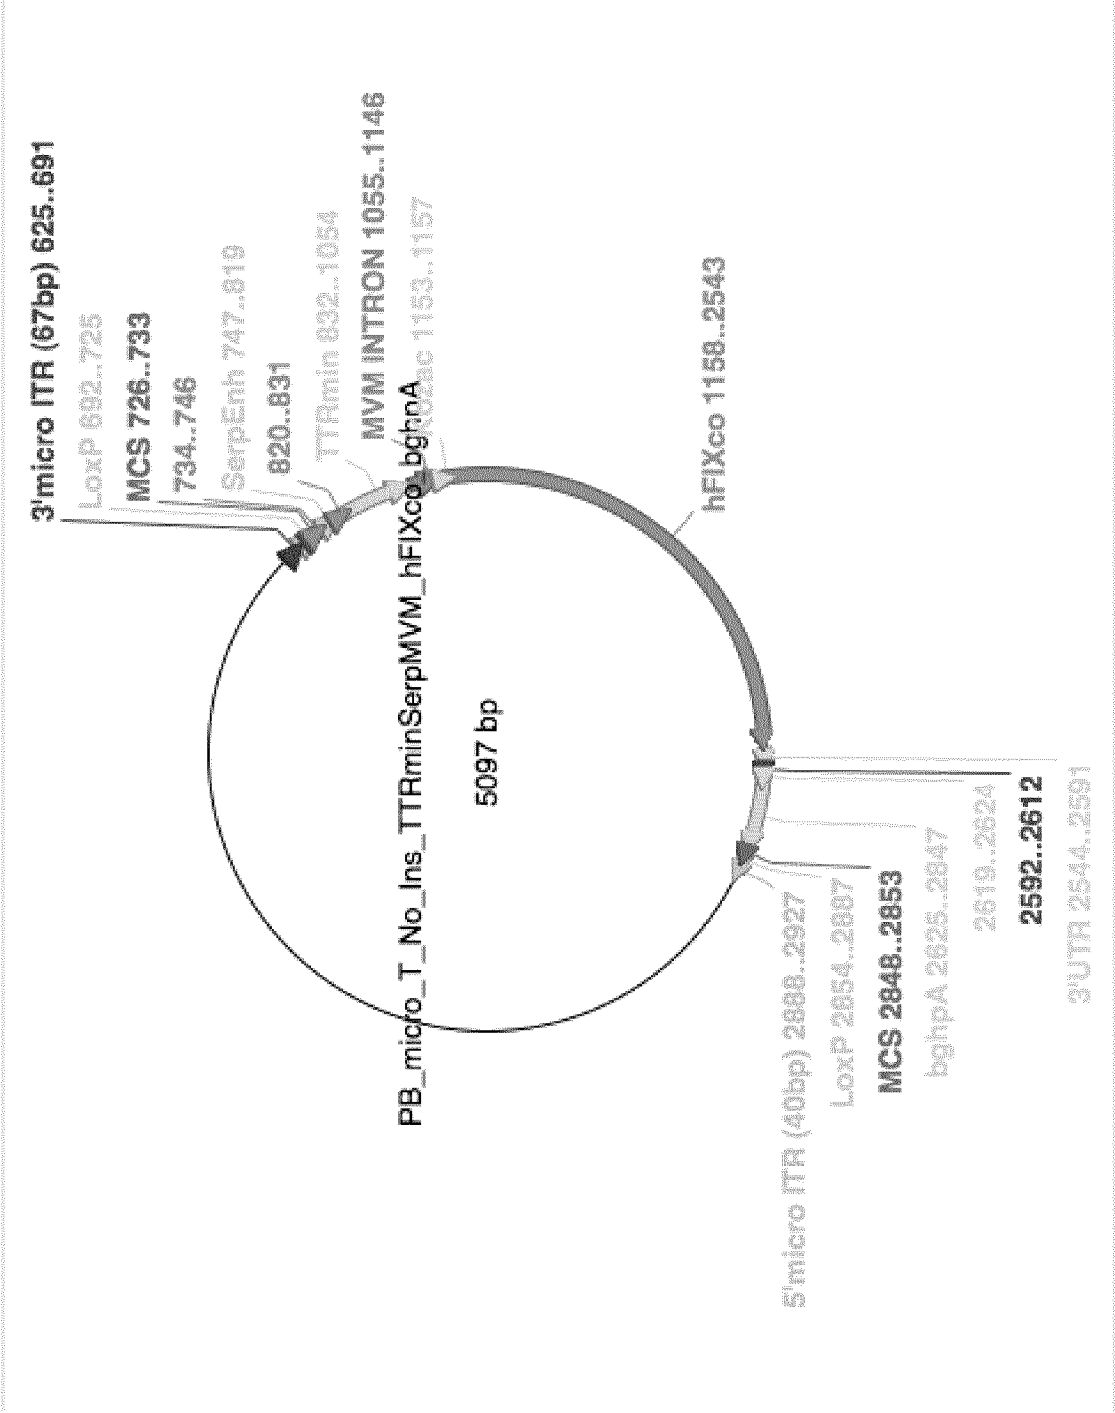 3'micro ITR (67bp) 625..691
LoxP 692..725
MCS 726..733
734..746
SerpEnh 747..819
820..831
TTRmin 832..1054
MVM INTRON 1055..1146
1153..1157
PB_micro_T_No_Ins_TTRminSerpMVM_hFIXco_bghpA
5097 bp
hFIXco 1158..2543
5'micro ITR (40bp) 2888..2927
LoxP 2854..2887
MCS 2848..2853
bghpA 2625..2847
2619..2624
2592..2612
3'UTR 2544..2591